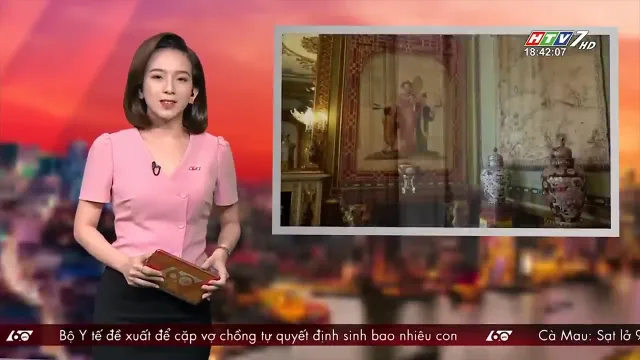 HTV7 HD
18:42:07
60 Bộ Y tế đề xuất để cặp vợ chồng tự quyết định sinh bao nhiêu con 60 Cà Mau: Sạt lở 9